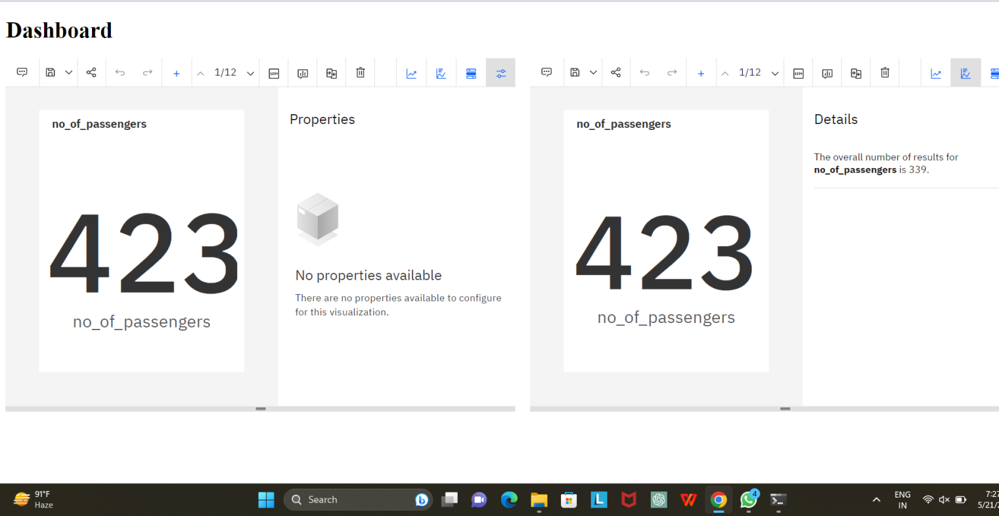 Dashboard
1/12
no_of_passengers
423
no_of_passengers
Properties
No properties available
There are no properties available to configure
for this visualization.
1/12
no_of_passengers
423
no_of_passengers
Details
The overall number of results for
no_of_passengers is 339.
91°F
Haze
Search
4
ENG
IN
7:27
5/21/2